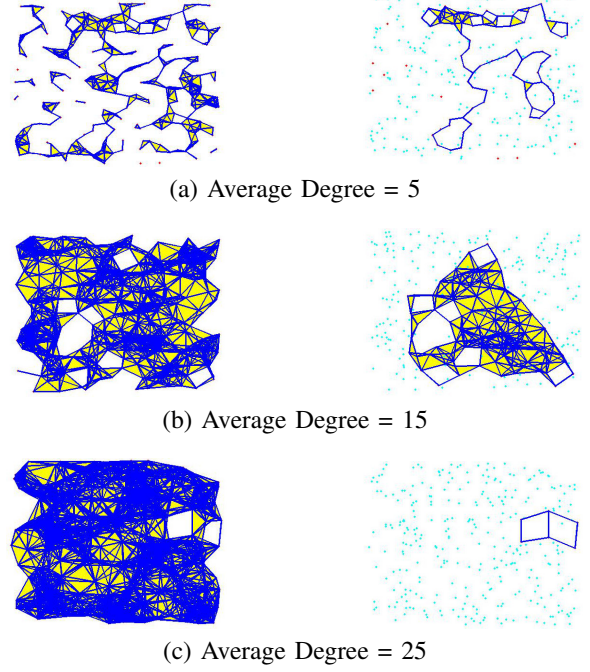 (a) Average Degree = 5
(b) Average Degree = 15
(c) Average Degree = 25